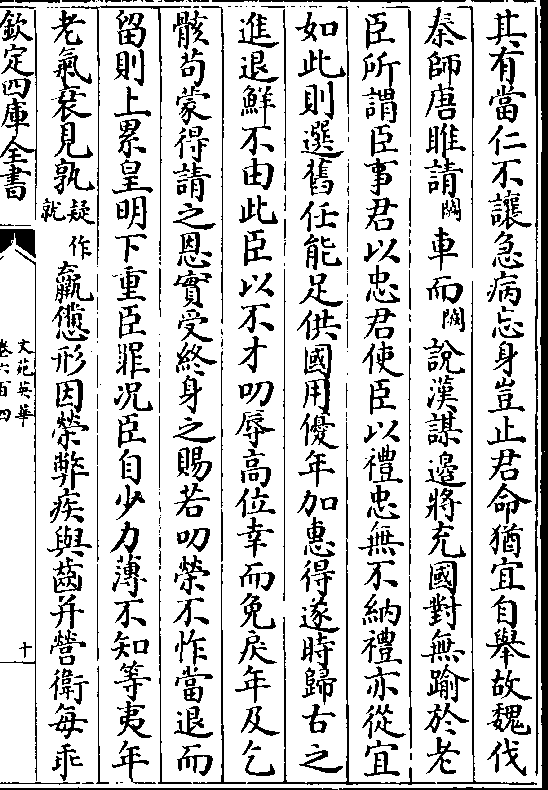 其有當仁不讓急病忘身豈止君命猶宜自舉故魏伐
秦師唐睢請闕車而闕說漢謀邊將充國對無踰於老
臣所謂臣事君以忠君使臣以禮忠無不納禮亦從宜
如此則選舊任能足供國用優年加惠得遂時歸右之
進退鮮不由此臣以不才叨辱高位幸而免戾年及乞
骸茍蒙得請之恩實受終身之賜若叨榮不怍當退而
留則上累皇明下重臣罪况臣自少力薄不知等夷年
老氣衰見孰疑作就羸憊形因榮弊疾與齒并營衛每乖
欽定四庫全書
文苑英華
卷六百四
十